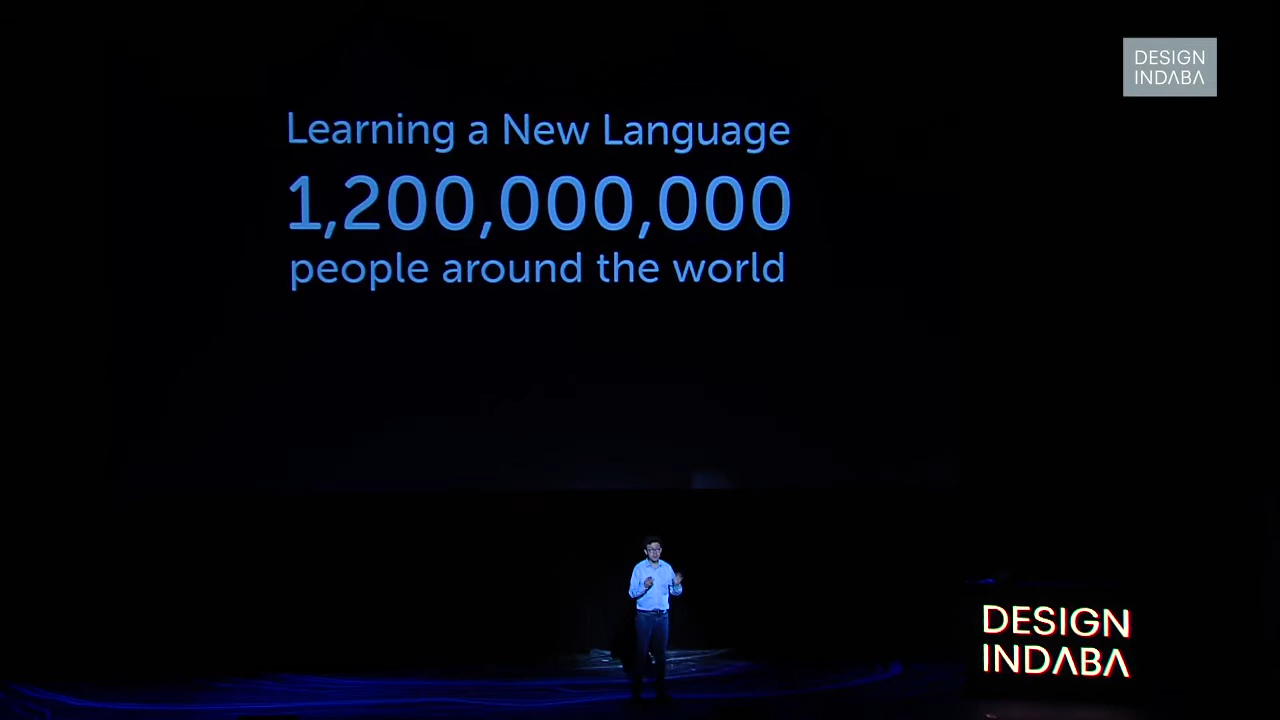 DESIGN
INDABA
Learning a New Language
1,200,000,000
people around the world
DESIGN
INDABA